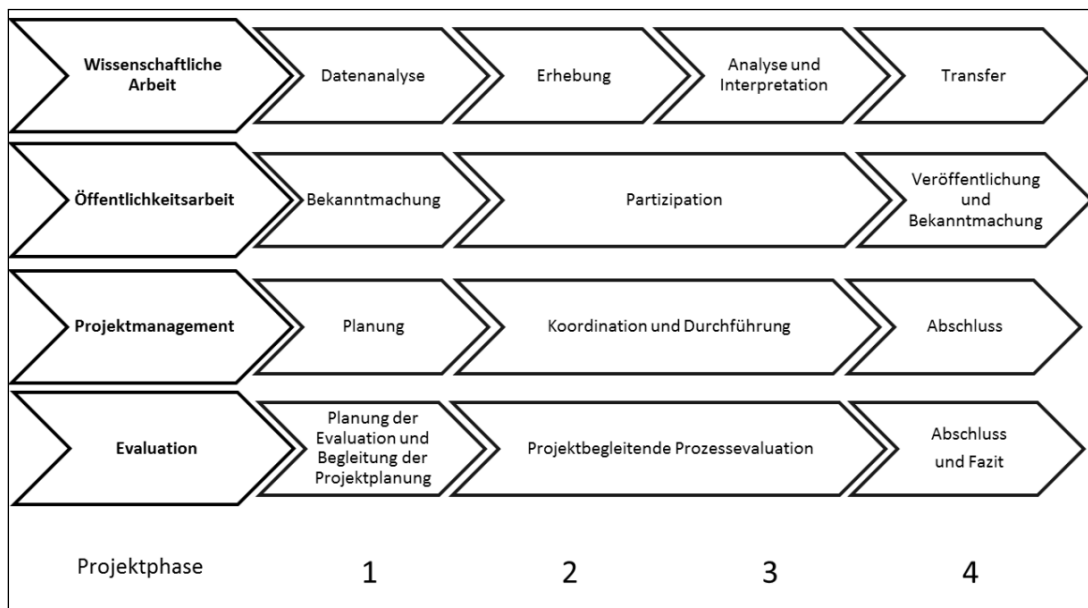 Wissenschaftliche
Arbeit
Datenanalyse
Erhebung
Analyse und
Interpretation
Transfer
Öffentlichkeitsarbeit
Bekanntmachung
Partizipation
Veröffentlichung
und
Bekanntmachung
Projektmanagement
Planung
Koordination und Durchführung
Abschluss
Evaluation
Planung der
Evaluation und
Begleitung der
Projektplanung
Projektbegleitende Prozessevaluation
Abschluss
und Fazit
Projektphase
1
2
3
4